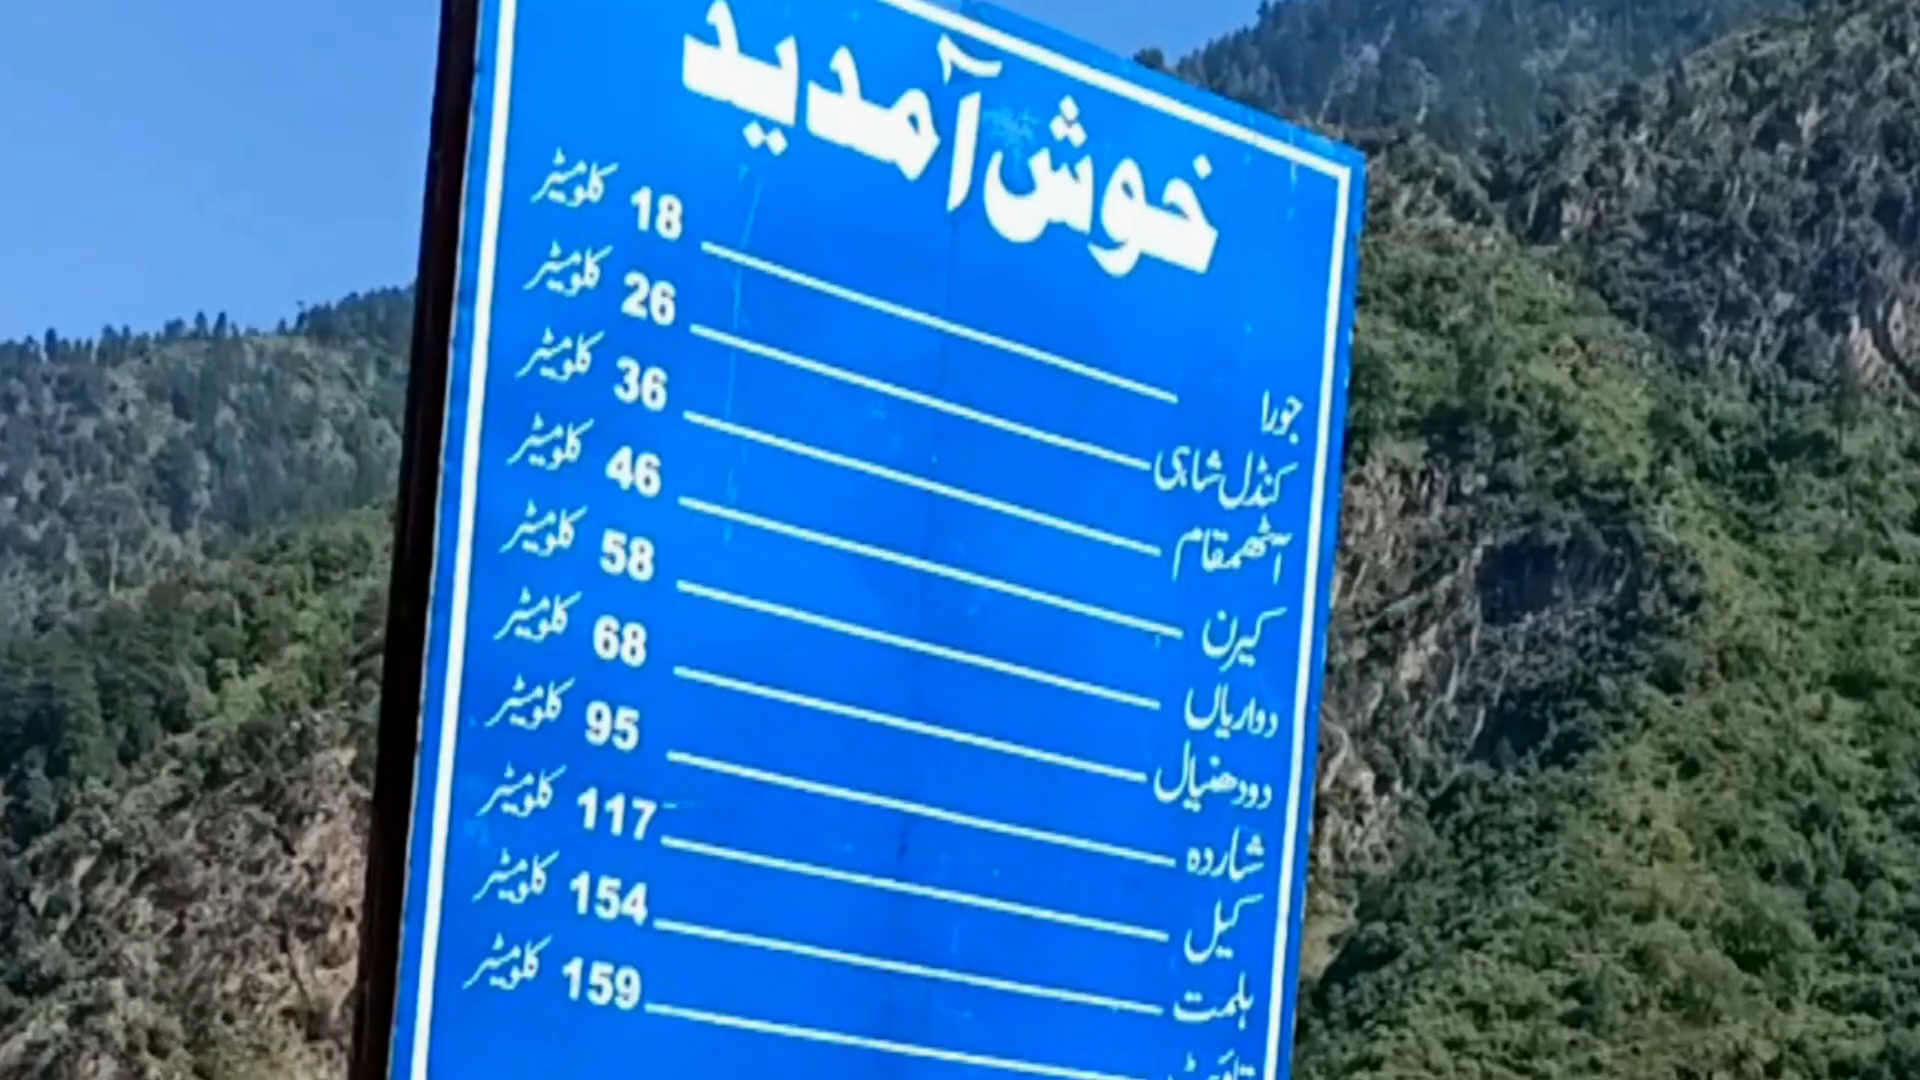 خوش آمدید
جورا 18 کلومیٹر
کنڈل شاہی 26 کلومیٹر
آٹھمقام 36 کلومیٹر
کیرن 46 کلومیٹر
دواریاں 58 کلومیٹر
دودھنیال 68 کلومیٹر
شاردہ 95 کلومیٹر
کیل 117 کلومیٹر
ہلمت 154 کلومیٹر
159 کلومیٹر